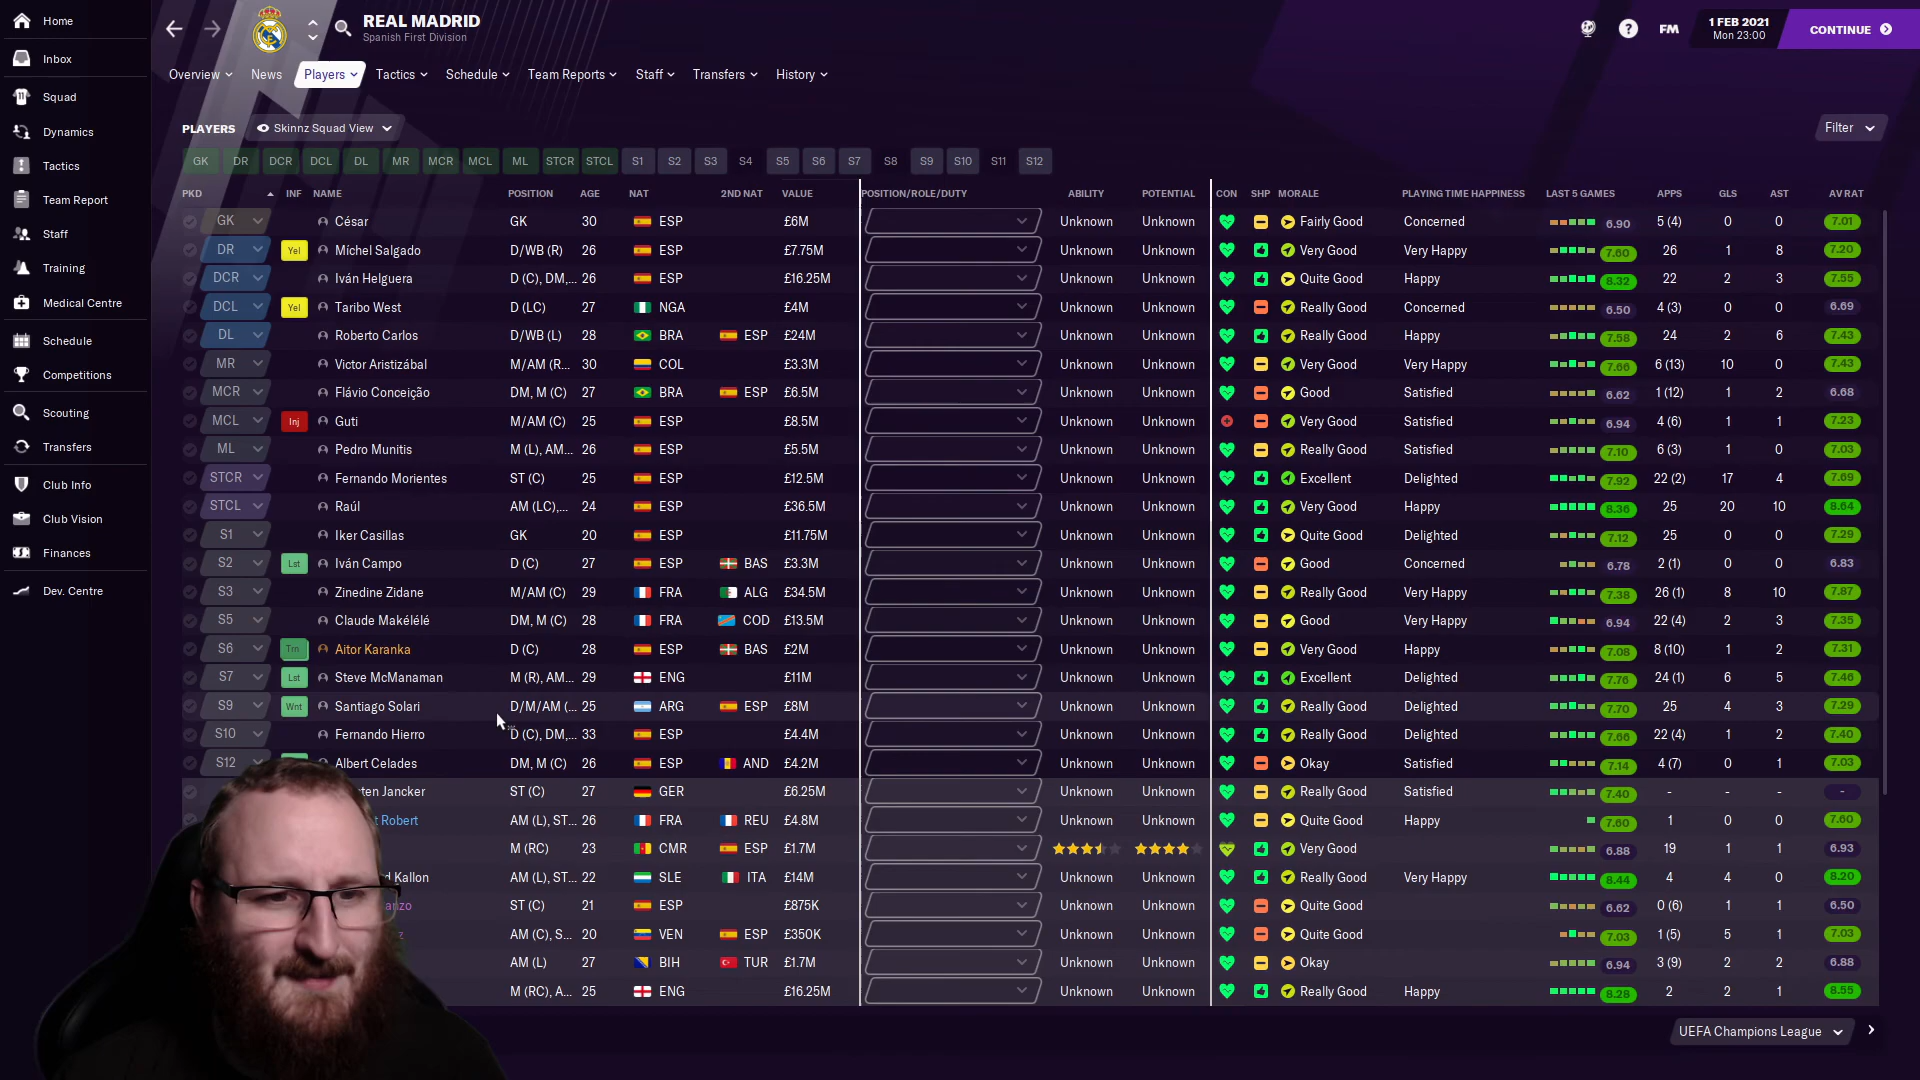 Home
Inbox
Squad
Dynamics
Tactics
Team Report
Staff
Training
Medical Centre
Schedule
Competitions
Scouting
Transfers
Club Info
Club Vision
Finances
Dev. Centre
REAL MADRID
Spanish First Division
FM
1 FEB 2021
Mon 23:00
CONTINUE
Overview News Players Tactics Schedule Team Reports Staff Transfers History
PLAYERS Skinnz Squad View Filter
GK DR DCR DCL DL MR MCR MCL ML STCR STCL S1 S2 S3 S4 S5 S6 S7 S8 S9 S10 S11 S12
PKD INF NAME POSITION AGE NAT 2ND NAT VALUE POSITION/ROLE/DUTY ABILITY POTENTIAL CON SHP MORALE PLAYING TIME HAPPINESS LAST 5 GAMES APPS GLS AST AV RAT
GK César GK 30 ESP £6M Unknown Unknown Fairly Good Concerned 6.90 5 (4) 0 0 7.01
DR Yel Míchel Salgado D/WB (R) 26 ESP £7.75M Unknown Unknown Very Good Very Happy 7.60 26 1 8 7.20
DCR Iván Helguera D (C), DM,... 26 ESP £16.25M Unknown Unknown Quite Good Happy 8.32 22 2 3 7.55
DCL Yel Taribo West D (LC) 27 NGA £4M Unknown Unknown Really Good Concerned 6.50 4 (3) 0 0 6.69
DL Roberto Carlos D/WB (L) 28 BRA ESP £24M Unknown Unknown Really Good Happy 7.58 24 2 6 7.43
MR Victor Aristizábal M/AM (R... 30 COL £3.3M Unknown Unknown Very Good Very Happy 7.66 6 (13) 10 0 7.43
MCR Flávio Conceição DM, M (C) 27 BRA ESP £6.5M Unknown Unknown Good Satisfied 6.62 1 (12) 1 2 6.68
MCL Inj Guti M/AM (C) 25 ESP £8.5M Unknown Unknown Very Good Satisfied 6.94 4 (6) 1 1 7.23
ML Pedro Munitis M (L), AM... 26 ESP £5.5M Unknown Unknown Really Good Satisfied 7.10 6 (3) 1 0 7.03
STCR Fernando Morientes ST (C) 25 ESP £12.5M Unknown Unknown Excellent Delighted 7.92 22 (2) 17 4 7.69
STCL Raúl AM (LC),... 24 ESP £36.5M Unknown Unknown Very Good Happy 8.36 25 20 10 8.64
S1 Iker Casillas GK 20 ESP £11.75M Unknown Unknown Quite Good Delighted 7.12 25 0 0 7.29
S2 Lst Iván Campo D (C) 27 ESP BAS £3.3M Unknown Unknown Good Concerned 6.78 2 (1) 0 0 6.83
S3 Zinedine Zidane M/AM (C) 29 FRA ALG £34.5M Unknown Unknown Really Good Very Happy 7.38 26 (1) 8 10 7.87
S5 Claude Makélélé DM, M (C) 28 FRA COD £13.5M Unknown Unknown Good Very Happy 6.94 22 (4) 2 3 7.35
S6 Trn Aitor Karanka D (C) 28 ESP BAS £2M Unknown Unknown Very Good Happy 7.08 8 (10) 1 2 7.31
S7 Lst Steve McManaman M (R), AM... 29 ENG £11M Unknown Unknown Excellent Delighted 7.76 24 (1) 6 5 7.46
S9 Wnt Santiago Solari D/M/AM (... 25 ARG ESP £8M Unknown Unknown Really Good Delighted 7.70 25 4 3 7.29
S10 Fernando Hierro D (C), DM,... 33 ESP £4.4M Unknown Unknown Really Good Delighted 7.66 22 (4) 1 2 7.40
S12 Albert Celades DM, M (C) 26 ESP AND £4.2M Unknown Unknown Okay Satisfied 7.14 4 (7) 0 1 7.03
ten Jancker ST (C) 27 GER £6.25M Unknown Unknown Really Good Satisfied 7.40 - - - -
t Robert AM (L), ST... 26 FRA REU £4.8M Unknown Unknown Quite Good Happy 7.60 1 0 0 7.60
M (RC) 23 CMR ESP £1.7M Very Good 6.88 19 1 1 6.93
d Kallon AM (L), ST... 22 SLE ITA £14M Unknown Unknown Really Good Very Happy 8.44 4 4 0 8.20
anzo ST (C) 21 ESP £875K Unknown Unknown Quite Good 6.62 0 (6) 1 1 6.50
z AM (C), S... 20 VEN ESP £350K Unknown Unknown Quite Good 7.03 1 (5) 5 1 7.03
AM (L) 27 BIH TUR £1.7M Unknown Unknown Okay 6.94 3 (9) 2 2 6.88
M (RC), A... 25 ENG £16.25M Unknown Unknown Really Good Happy 8.28 2 2 1 8.55
UEFA Champions League